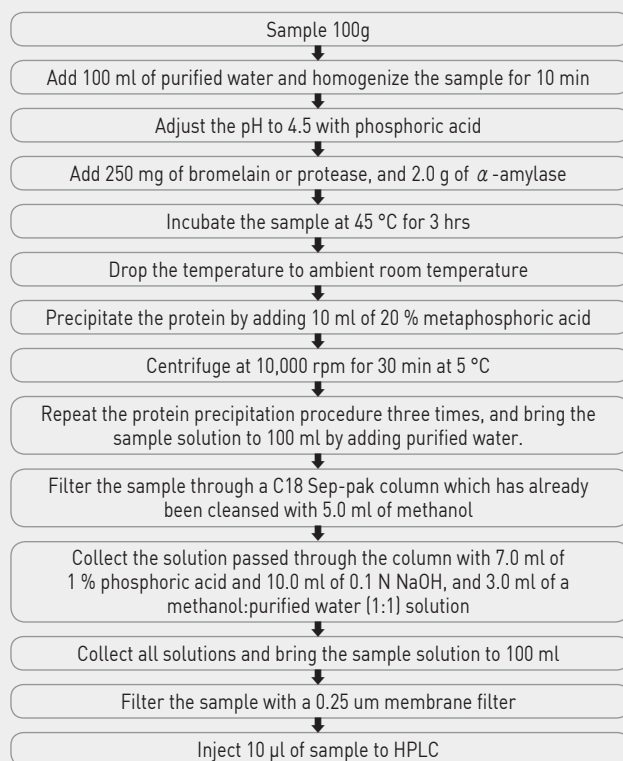 Sample 100g
Add 100 ml of purified water and homogenize the sample for 10 min
Adjust the pH to 4.5 with phosphoric acid
Add 250 mg of bromelain or protease, and 2.0 g of α-amylase
Incubate the sample at 45 °C for 3 hrs
Drop the temperature to ambient room temperature
Precipitate the protein by adding 10 ml of 20 % metaphosphoric acid
Centrifuge at 10,000 rpm for 30 min at 5 °C
Repeat the protein precipitation procedure three times, and bring the
sample solution to 100 ml by adding purified water.
Filter the sample through a C18 Sep-pak column which has already
been cleansed with 5.0 ml of methanol
Collect the solution passed through the column with 7.0 ml of
1 % phosphoric acid and 10.0 ml of 0.1 N NaOH, and 3.0 ml of a
methanol:purified water (1:1) solution
Collect all solutions and bring the sample solution to 100 ml
Filter the sample with a 0.25 um membrane filter
Inject 10 μl of sample to HPLC